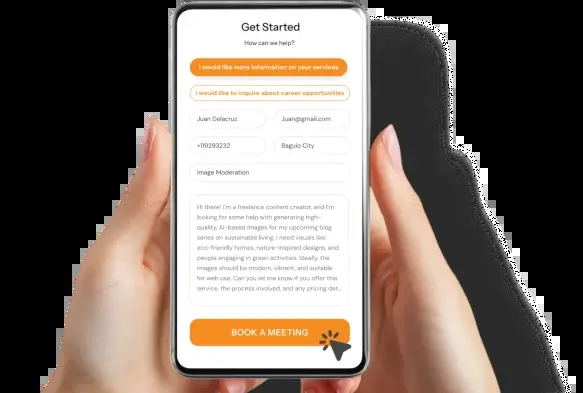 Get Started
How can we help?
I would like more information on your services
I would like to inquire about career opportunities
Juan Delacruz
Juan@gmail.com
+119293232
Baguio City
Image Moderation
Hi there! I'm a freelance content creator, and I'm
looking for some help with generating high-
quality, AI-based images for my upcoming blog
series on sustainable living. I need visuals like
eco-friendly homes, nature-inspired designs, and
people engaging in green activities. Ideally, the
images should be modern, vibrant, and suitable
for web use. Can you let me know if you offer this
service, the process involved, and any pricing det...
BOOK A MEETING